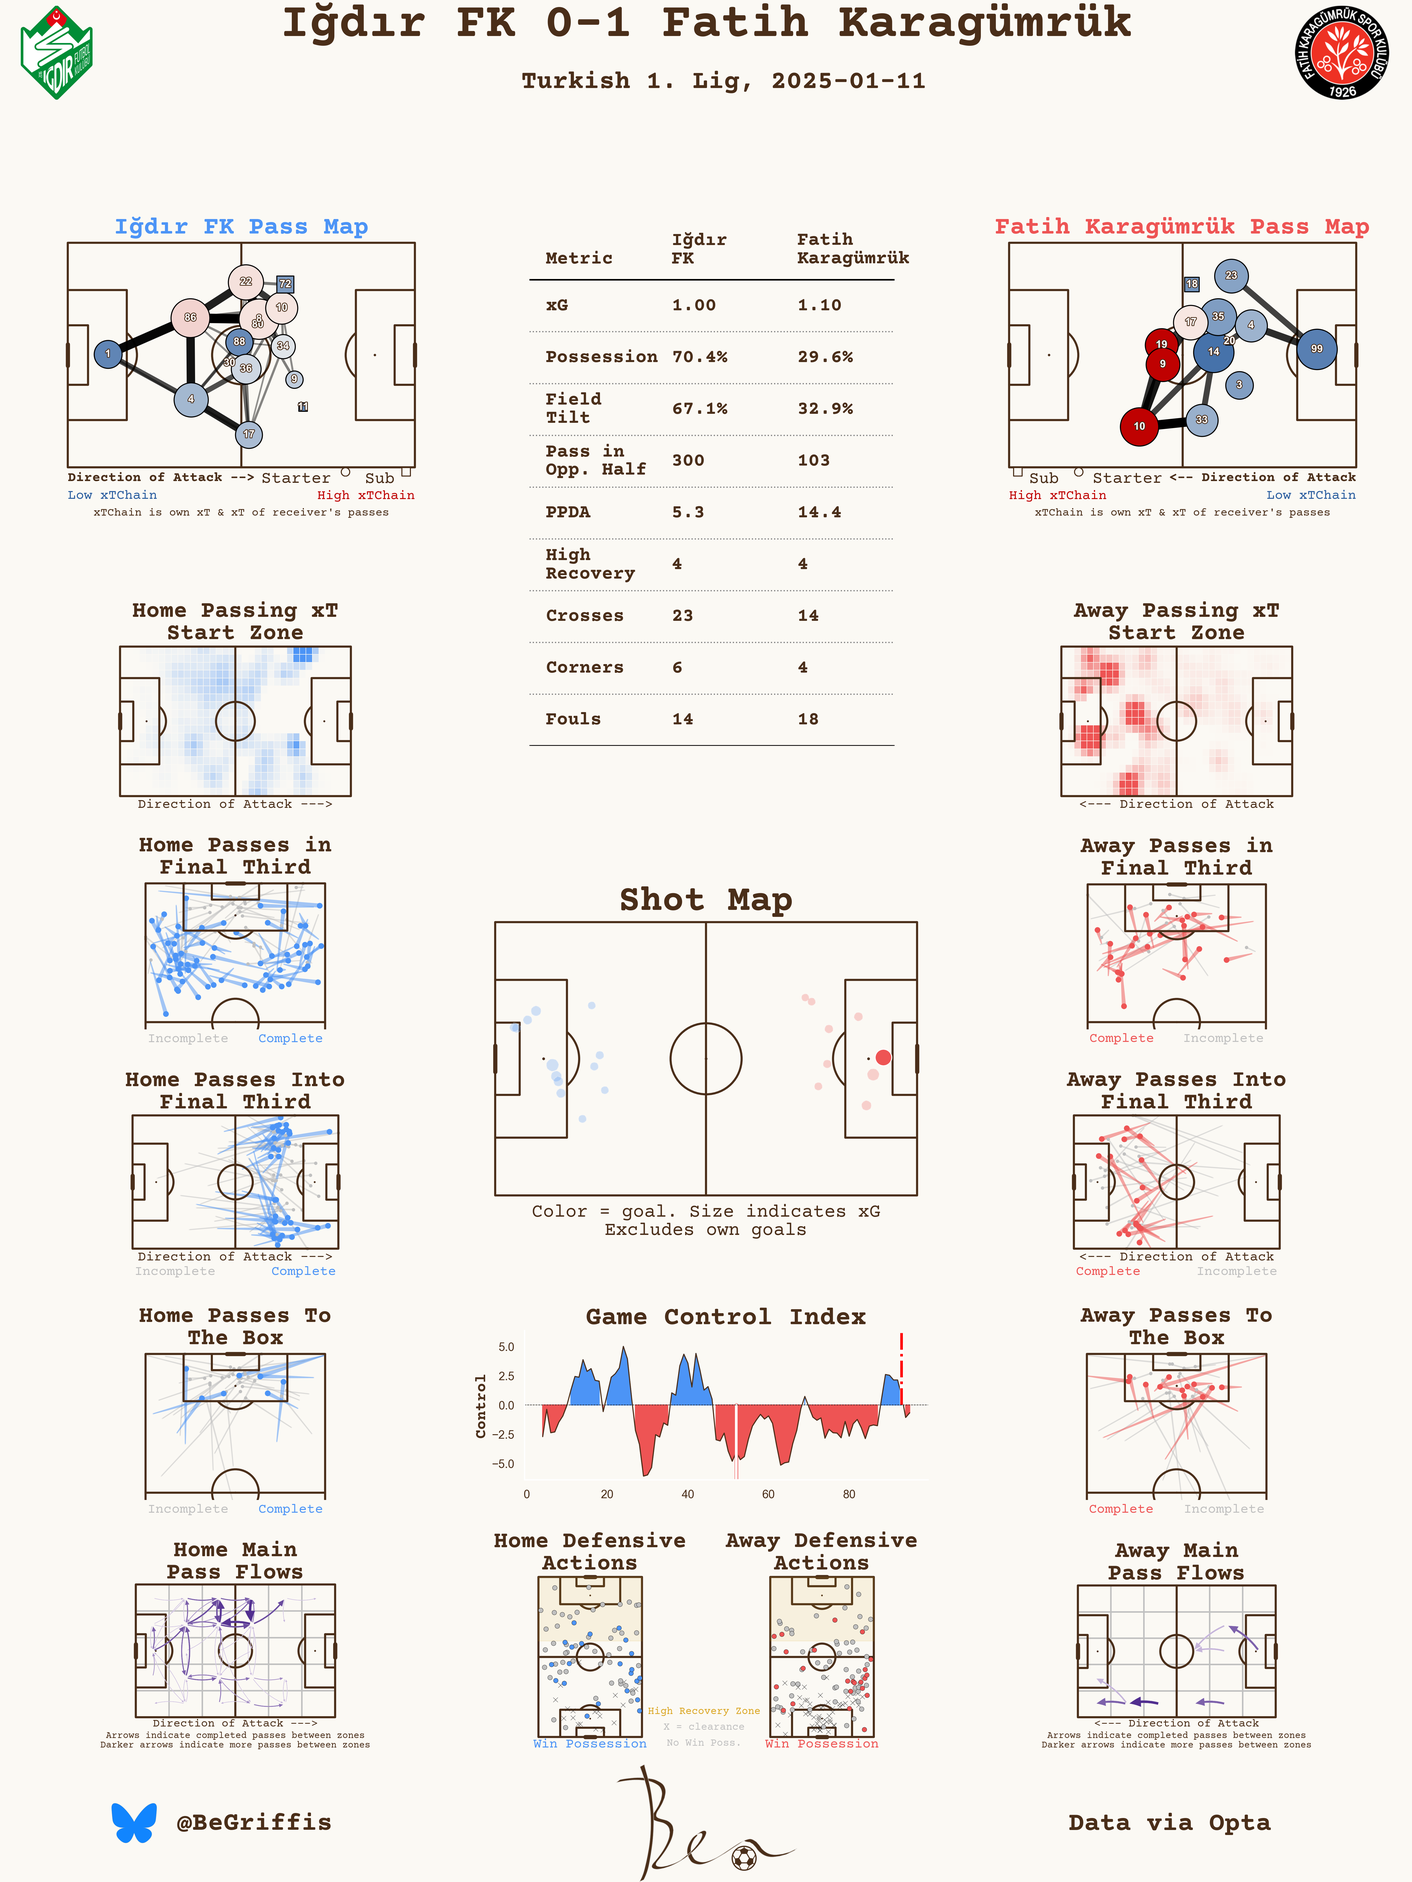 Iğdır FK 0-1 Fatih Karagümrük
Turkish 1. Lig, 2025-01-11
IĞDIR
FUTBOL
KULÜBÜ
FATİH KARAGÜMRÜK SPOR KULÜBÜ
1926
Iğdır FK Pass Map
22
72
10
86
8
80
88
34
1
30
36
9
4
11
17
Direction of Attack --> Starter Sub
Low xTChain High xTChain
xTChain is own xT & xT of receiver's passes
Metric Iğdır FK Fatih Karagümrük
xG 1.00 1.10
Possession 70.4% 29.6%
Field Tilt 67.1% 32.9%
Pass in Opp. Half 300 103
PPDA 5.3 14.4
High Recovery 4 4
Crosses 23 14
Corners 6 4
Fouls 14 18
Fatih Karagümrük Pass Map
23
18
17
35
4
19
20
14
99
9
3
10
33
Sub Starter <-- Direction of Attack
High xTChain Low xTChain
xTChain is own xT & xT of receiver's passes
Home Passing xT
Start Zone
Direction of Attack --->
Away Passing xT
Start Zone
<--- Direction of Attack
Home Passes in
Final Third
Incomplete Complete
Away Passes in
Final Third
Complete Incomplete
Shot Map
Color = goal. Size indicates xG
Excludes own goals
Home Passes Into
Final Third
Direction of Attack --->
Incomplete Complete
Away Passes Into
Final Third
<--- Direction of Attack
Complete Incomplete
Home Passes To
The Box
Incomplete Complete
Game Control Index
Control
5.0
2.5
0.0
−2.5
−5.0
0 20 40 60 80
Away Passes To
The Box
Complete Incomplete
Home Main
Pass Flows
Direction of Attack --->
Arrows indicate completed passes between zones
Darker arrows indicate more passes between zones
Home Defensive
Actions
Win Possession
High Recovery Zone
X = clearance
No Win Poss.
Away Defensive
Actions
Win Possession
Away Main
Pass Flows
<--- Direction of Attack
Arrows indicate completed passes between zones
Darker arrows indicate more passes between zones
@BeGriffis
Ben
Data via Opta